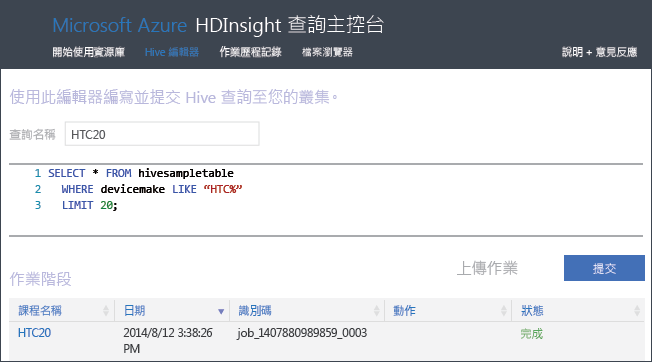 Microsoft Azure HDInsight 查詢主控台
開始使用資源庫 Hive 編輯器 作業歷程記錄 檔案瀏覽器 說明 + 意見反應
使用此編輯器編寫並提交 Hive 查詢至您的叢集。
查詢名稱 HTC20
1 SELECT * FROM hivesampletable
2 WHERE devicemake LIKE “HTC%”
3 LIMIT 20;
上傳作業 提交
作業階段
課程名稱 日期 識別碼 動作 狀態
HTC20 2014/8/12 3:38:26 job_1407880989859_0003 完成
PM